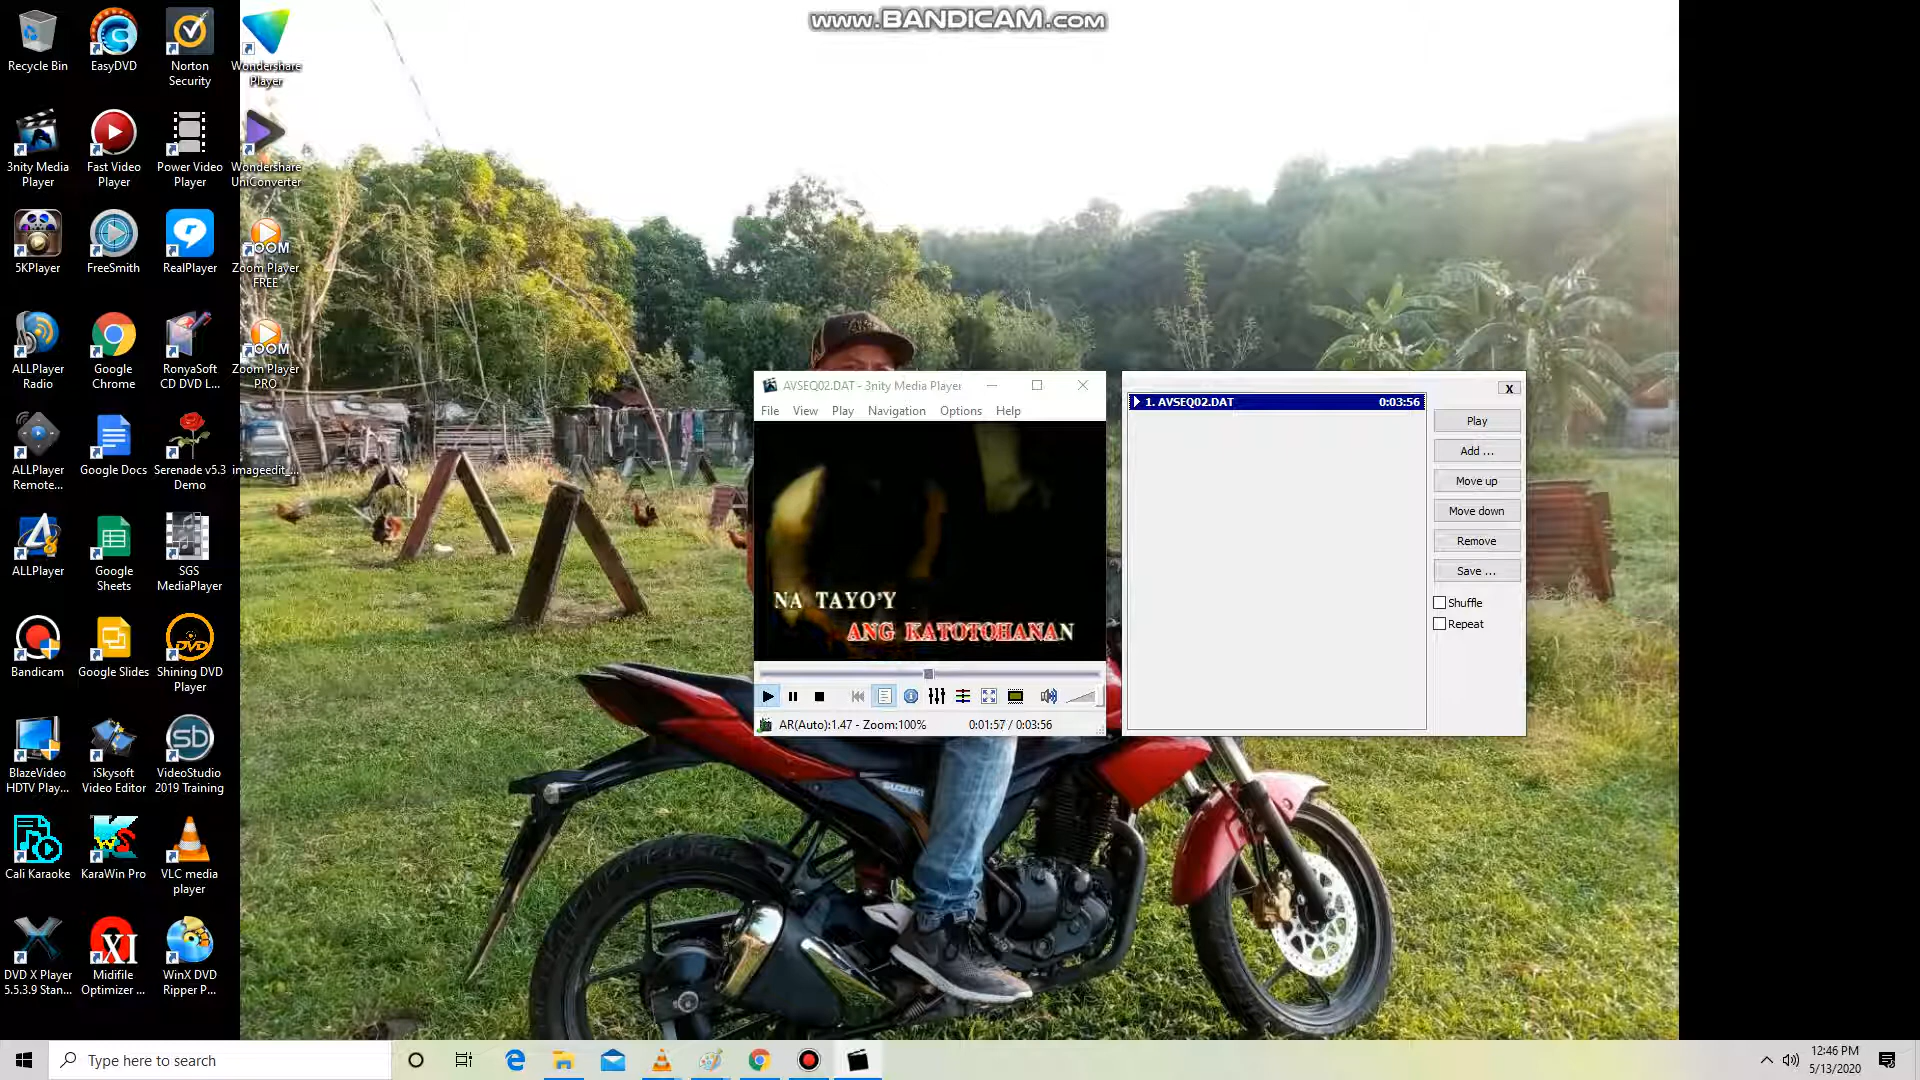 www.BANDICAM.com
Recycle Bin
EasyDVD
Norton
Security
Wondershare
Player
3nity Media
Player
Fast Video
Player
Power Video
Player
Wondershare
UniConverter
5KPlayer
FreeSmith
RealPlayer
ZOOM
Zoom Player
FREE
ALLPlayer
Radio
Google
Chrome
RonyaSoft
CD DVD L...
ZOOM
Zoom Player
PRO
ALLPlayer
Remote...
Google Docs
Serenade v5.3
Demo
imageedit_...
ALLPlayer
Google
Sheets
SGS
MediaPlayer
Bandicam
Google Slides
DVD
Shining DVD
Player
BlazeVideo
HDTV Play...
iSkysoft
Video Editor
VideoStudio
2019 Training
Cali Karaoke
KaraWin Pro
VLC media
player
DVD X Player
5.5.3.9 Stan...
XI
Midifile
Optimizer ...
WinX DVD
Ripper P...
AVSEQ02.DAT - 3nity Media Player
File View Play Navigation Options Help
NA TAYO'Y
ANG KATOTOHANAN
AR(Auto):1.47 - Zoom:100% 0:01:57 / 0:03:56
X
1. AVSEQ02.DAT 0:03:56
Play
Add ...
Move up
Move down
Remove
Save ...
Shuffle
Repeat
SUZUKI
Type here to search
12:46 PM
5/13/2020